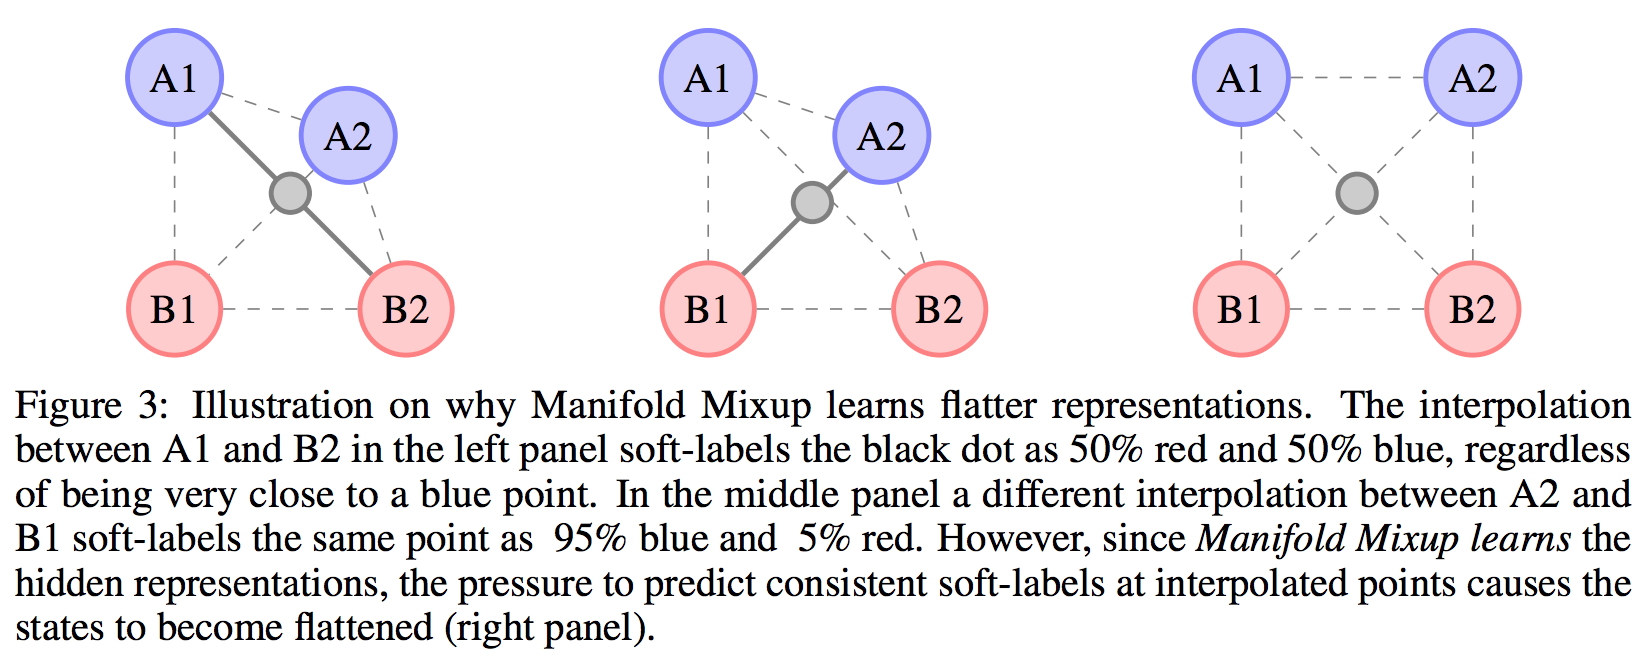 A1
A2
B1
B2
A1
A2
B1
B2
A1
A2
B1
B2
Figure 3: Illustration on why Manifold Mixup learns flatter representations. The interpolation
between A1 and B2 in the left panel soft-labels the black dot as 50% red and 50% blue, regardless
of being very close to a blue point. In the middle panel a different interpolation between A2 and
B1 soft-labels the same point as 95% blue and 5% red. However, since Manifold Mixup learns the
hidden representations, the pressure to predict consistent soft-labels at interpolated points causes the
states to become flattened (right panel).